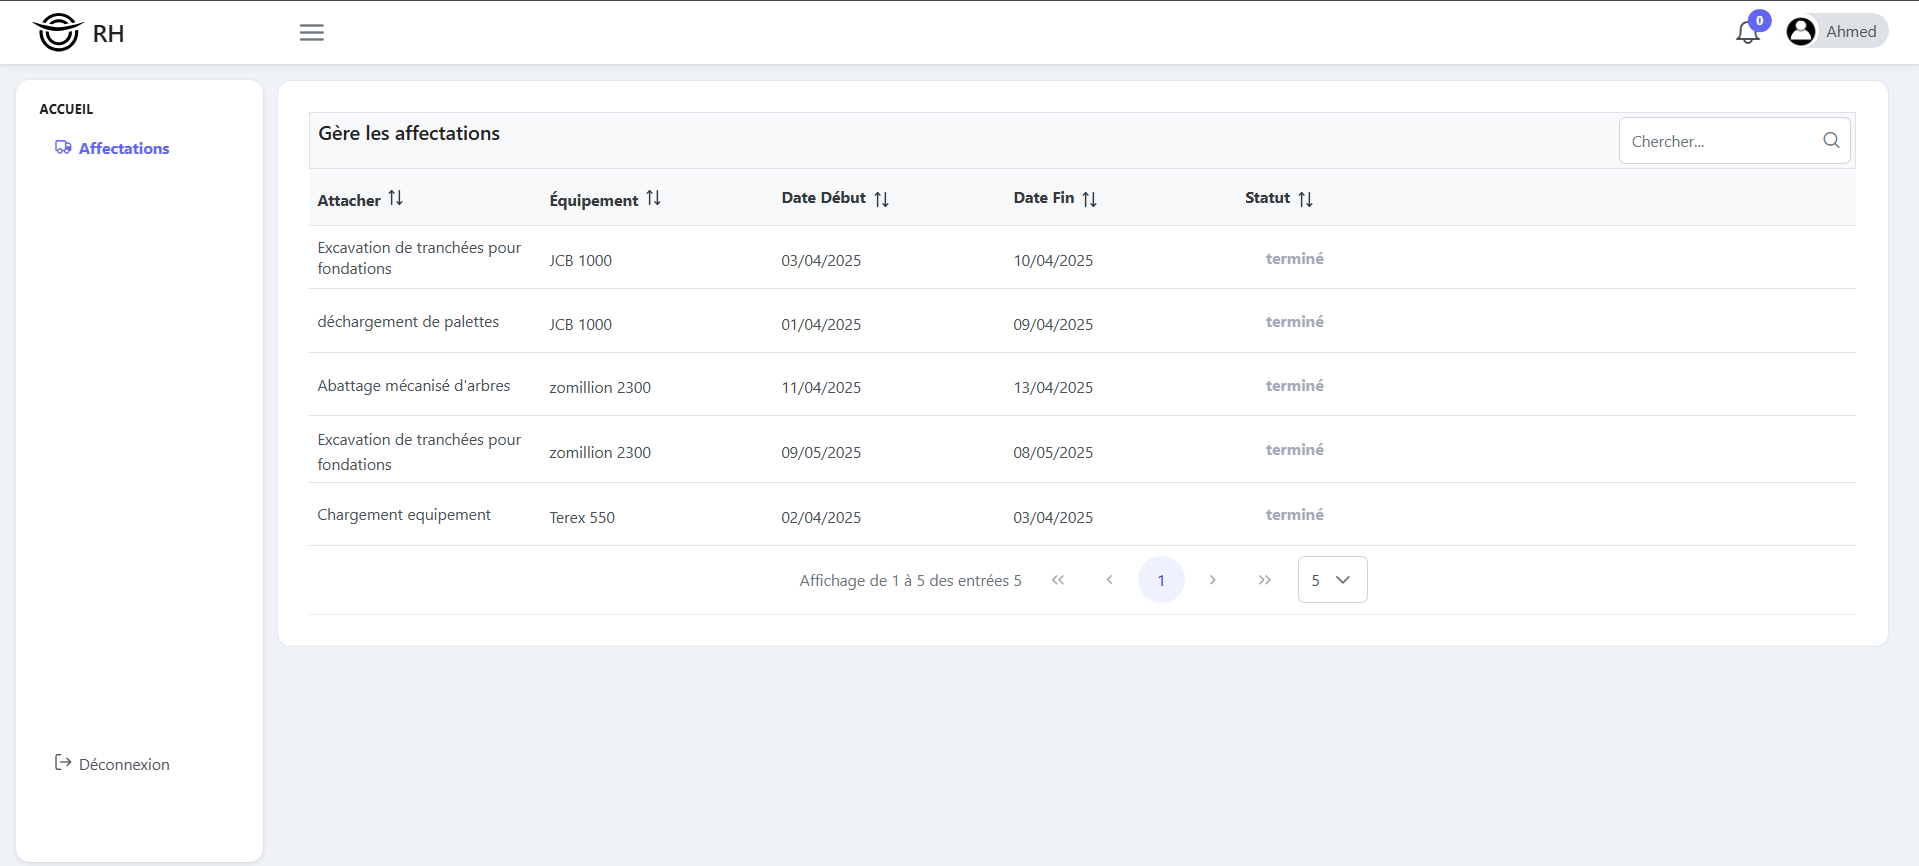 RH
0
Ahmed
ACCUEIL
Affectations
Déconnexion
Gère les affectations
Chercher...
Attacher Équipement Date Début Date Fin Statut
Excavation de tranchées pour
fondations
JCB 1000 03/04/2025 10/04/2025 terminé
déchargement de palettes JCB 1000 01/04/2025 09/04/2025 terminé
Abattage mécanisé d'arbres zomillion 2300 11/04/2025 13/04/2025 terminé
Excavation de tranchées pour
fondations
zomillion 2300 09/05/2025 08/05/2025 terminé
Chargement equipement Terex 550 02/04/2025 03/04/2025 terminé
Affichage de 1 à 5 des entrées 5 1 5